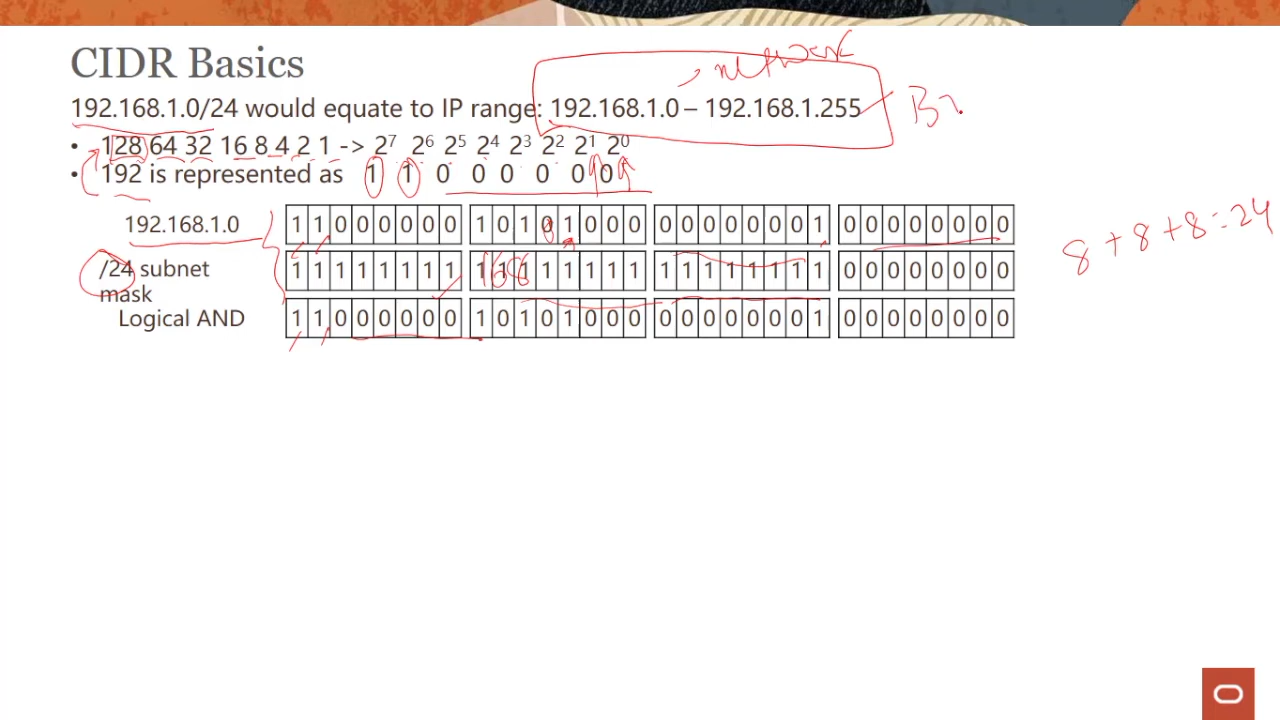 CIDR Basics
network
192.168.1.0/24 would equate to IP range: 192.168.1.0 – 192.168.1.255
• 128 64 32 16 8 4 2 1 -> 2⁷ 2⁶ 2⁵ 2⁴ 2³ 2² 2¹ 2⁰
• 192 is represented as 1 1 0 0 0 0 0 0
192.168.1.0 1 1 0 0 0 0 0 0 1 0 1 0 1 0 0 0 0 0 0 0 0 0 0 1 0 0 0 0 0 0 0 0
8 + 8 + 8 = 24
/24 subnet mask 1 1 1 1 1 1 1 1 1 1 1 1 1 1 1 1 1 1 1 1 1 1 1 1 0 0 0 0 0 0 0 0
168
Logical AND 1 1 0 0 0 0 0 0 1 0 1 0 1 0 0 0 0 0 0 0 0 0 0 1 0 0 0 0 0 0 0 0